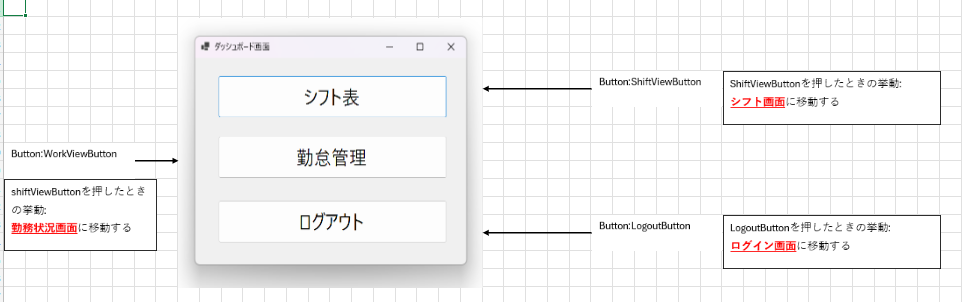 ダッシュボード画面
シフト表
勤怠管理
ログアウト
Button:ShiftViewButton
ShiftViewButtonを押したときの挙動:
シフト画面に移動する
Button:WorkViewButton
shiftViewButtonを押したとき
の挙動:
勤務状況画面に移動する
Button:LogoutButton
LogoutButtonを押したときの挙動:
ログイン画面に移動する